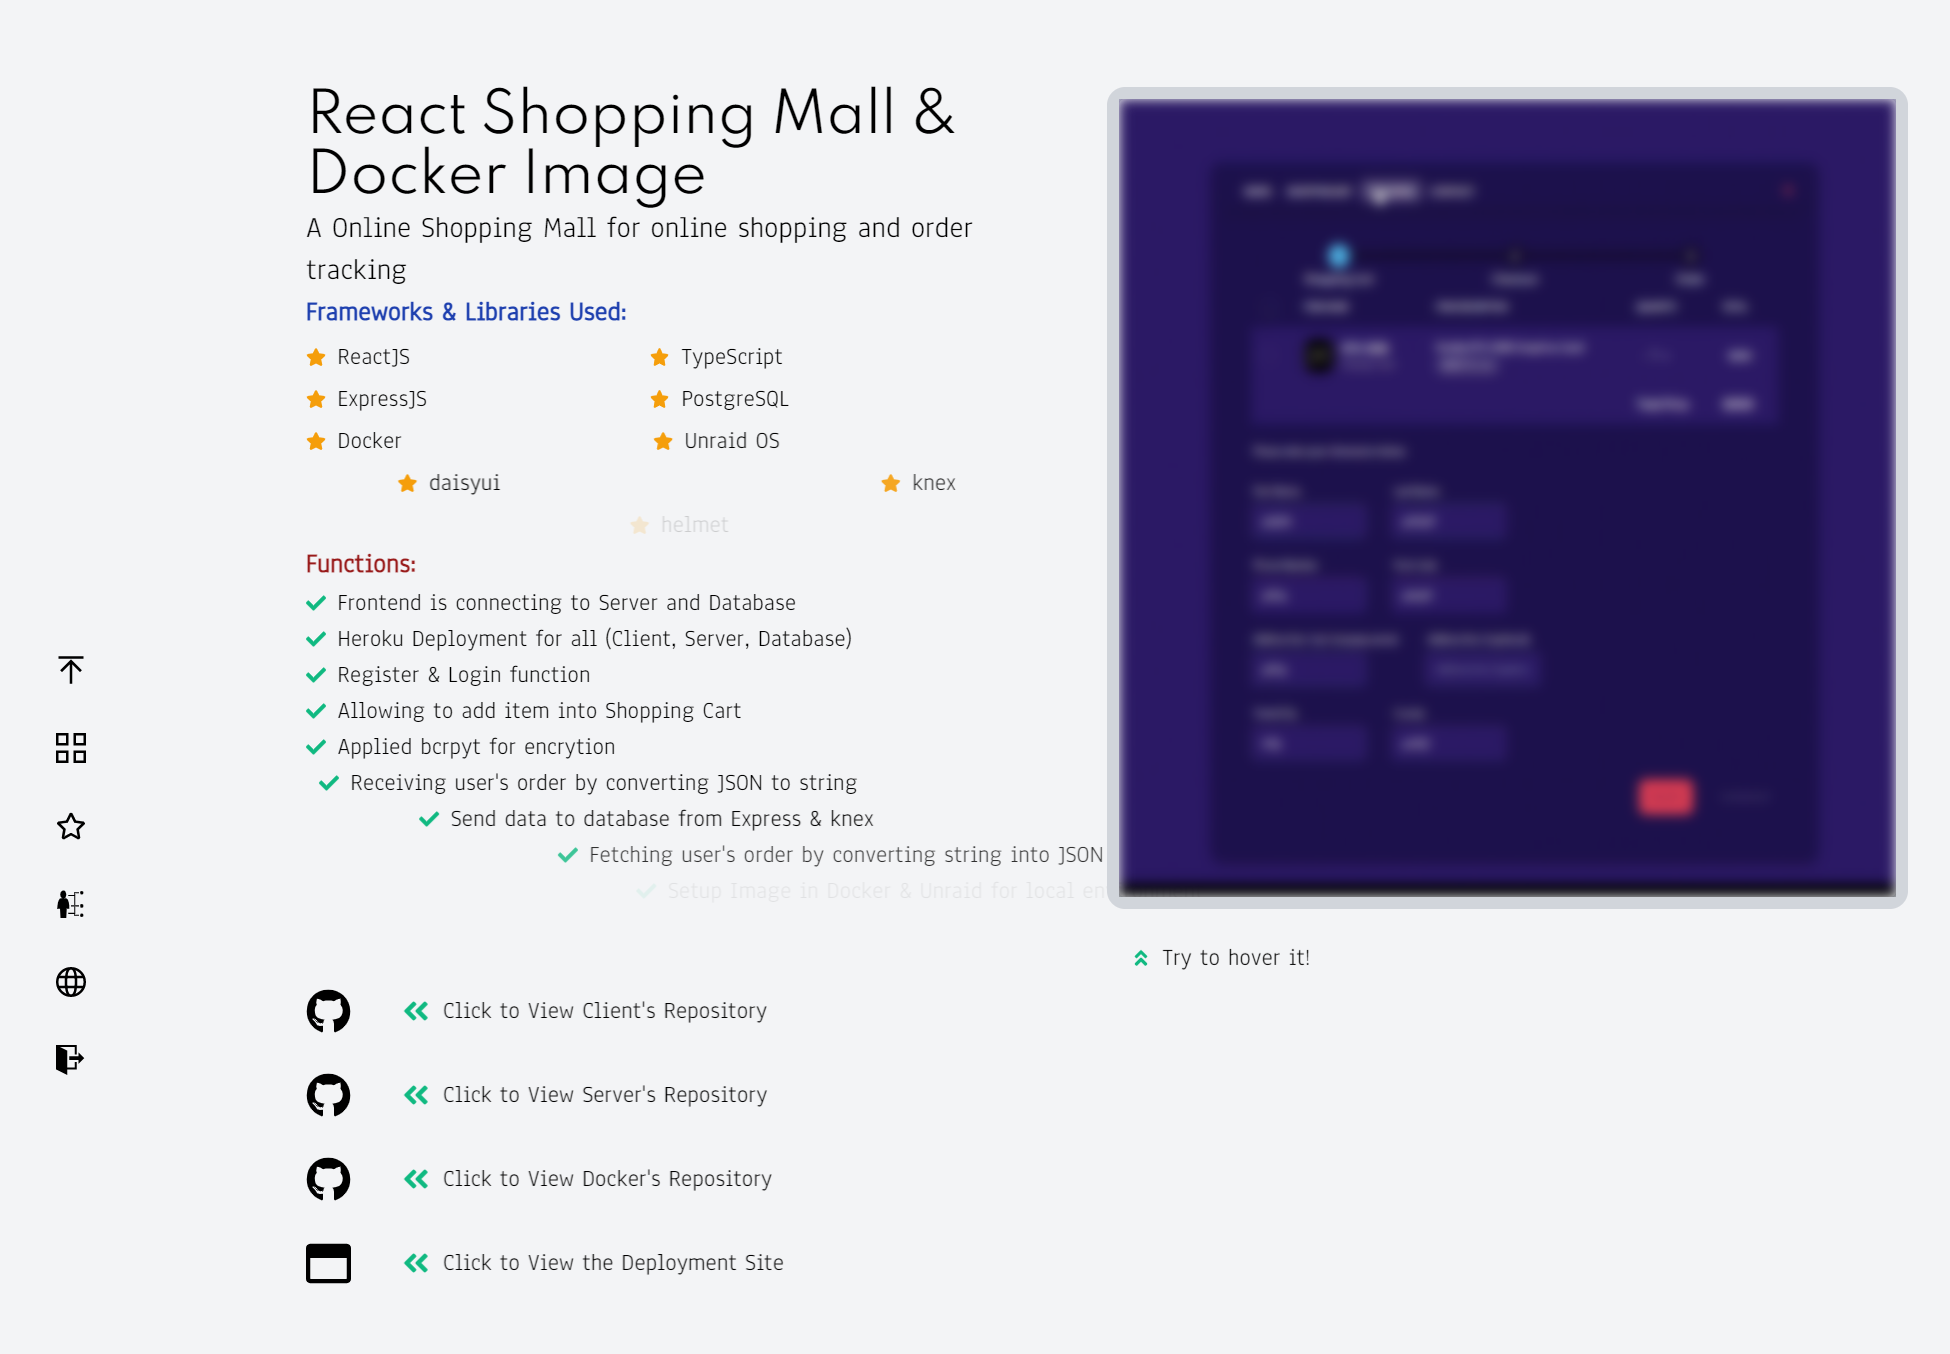 React Shopping Mall &
Docker Image
A Online Shopping Mall for online shopping and order
tracking
Frameworks & Libraries Used:
ReactJS
TypeScript
ExpressJS
PostgreSQL
Docker
Unraid OS
daisyui
knex
helmet
Functions:
Frontend is connecting to Server and Database
Heroku Deployment for all (Client, Server, Database)
Register & Login function
Allowing to add item into Shopping Cart
Applied bcrpyt for encrytion
Receiving user's order by converting JSON to string
Send data to database from Express & knex
Fetching user's order by converting string into JSON
Setup Image in Docker & Unraid for local en
Try to hover it!
Click to View Client's Repository
Click to View Server's Repository
Click to View Docker's Repository
Click to View the Deployment Site